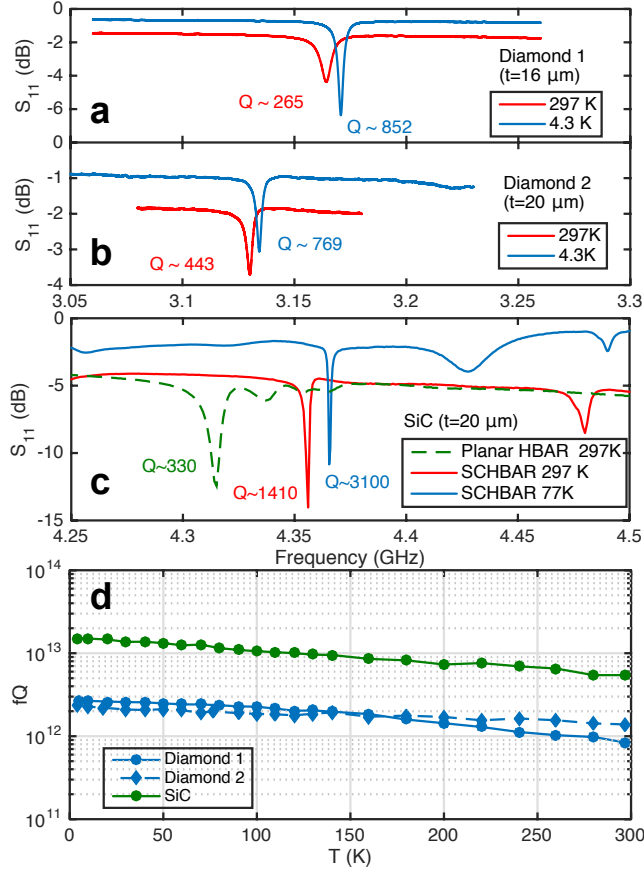 0
-2
-4
-6
S11 (dB)
a
Q ~ 265
Q ~ 852
Diamond 1
(t=16 μm)
297 K
4.3 K
0
-1
-2
-3
-4
S11 (dB)
b
Q ~ 443
Q ~ 769
Diamond 2
(t=20 μm)
297K
4.3K
3.05 3.1 3.15 3.2 3.25 3.3
0
-5
-10
-15
S11 (dB)
c
Q~330
Q~1410
Q~3100
SiC (t=20 μm)
Planar HBAR 297K
SCHBAR 297 K
SCHBAR 77K
4.25 4.3 4.35 4.4 4.45 4.5
Frequency (GHz)
d
10^14
10^13
10^12
10^11
fQ
Diamond 1
Diamond 2
SiC
0 50 100 150 200 250 300
T (K)